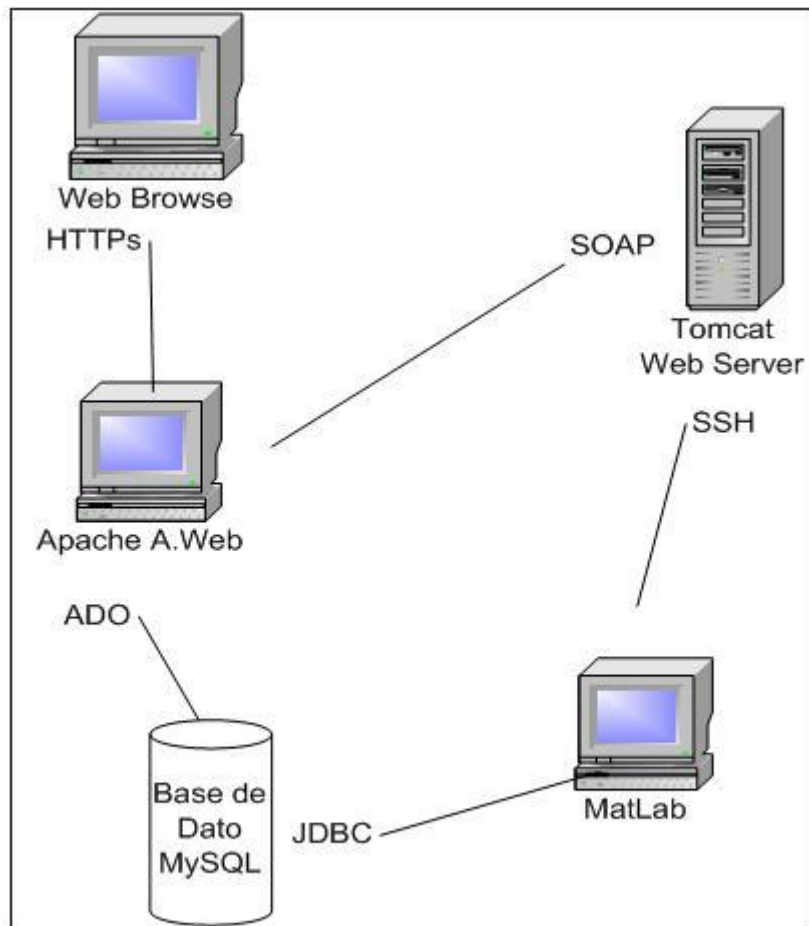 Web Browse
HTTPs
SOAP
Tomcat
Web Server
SSH
Apache A.Web
ADO
Base de
Dato
MySQL
JDBC
MatLab